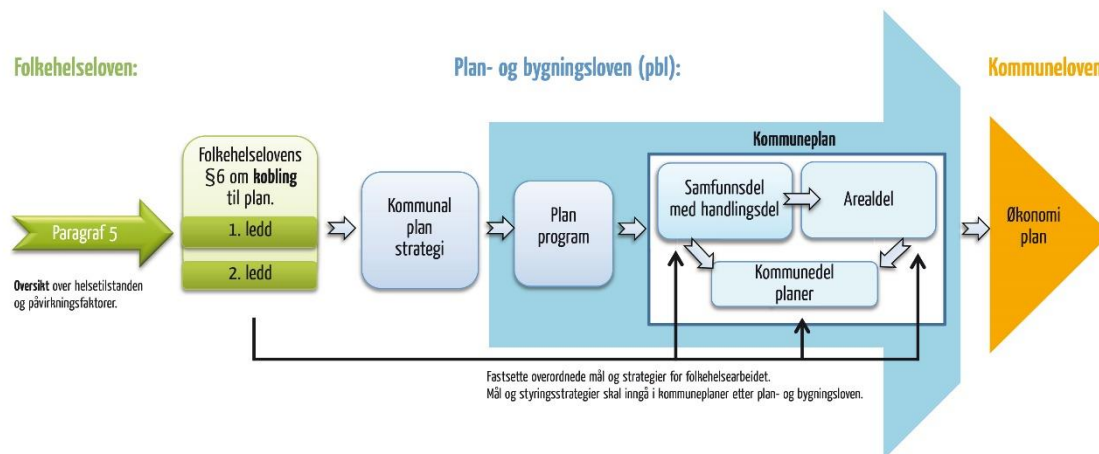 Folkehelseloven:
Plan- og bygningsloven (pbl):
Kommuneloven
Paragraf 5
Oversikt over helsetilstanden
og påvirkningsfaktorer.
Folkehelselovens
§6 om kobling
til plan.
1. ledd
2. ledd
Kommunal
plan
strategi
Plan
program
Kommuneplan
Samfunnsdel
med handlingsdel
Arealdel
Kommunedel
planer
Økonomi
plan
Fastsette overordnede mål og strategier for folkehelsearbeidet.
Mål og styringsstrategier skal inngå i kommuneplaner etter plan- og bygningsloven.